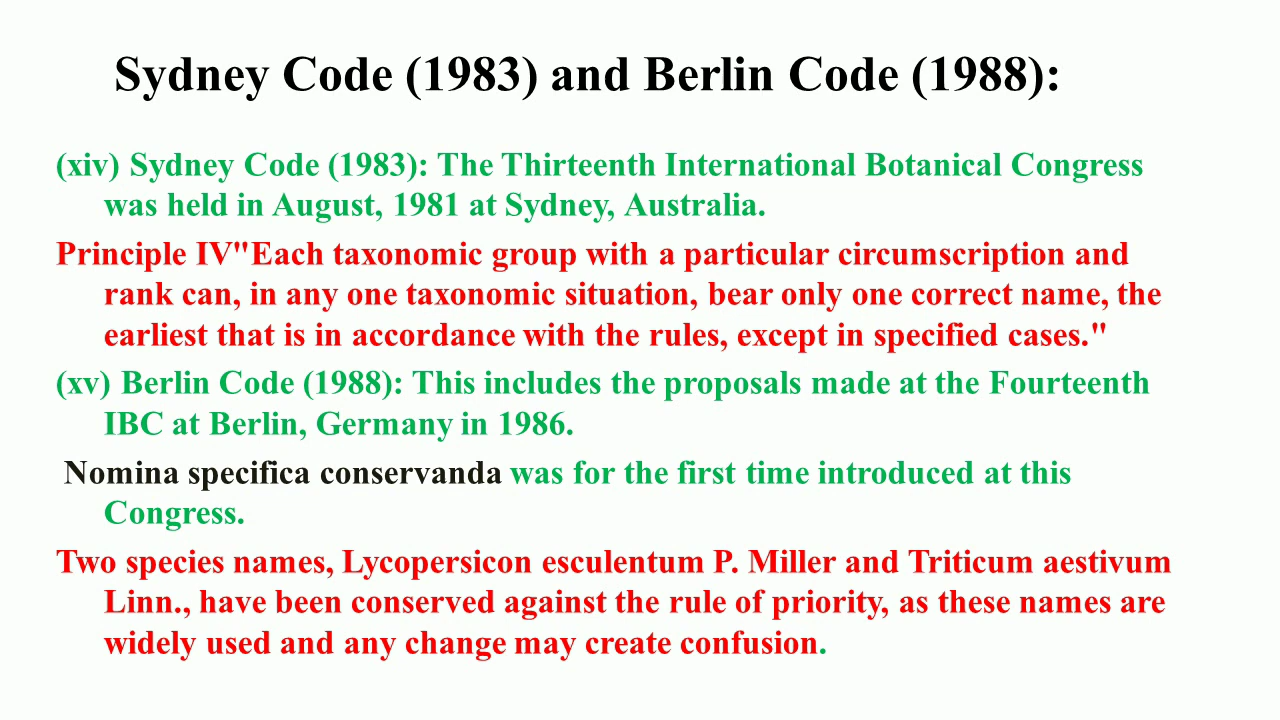 Sydney Code (1983) and Berlin Code (1988):
(xiv) Sydney Code (1983): The Thirteenth International Botanical Congress
was held in August, 1981 at Sydney, Australia.
Principle IV"Each taxonomic group with a particular circumscription and
rank can, in any one taxonomic situation, bear only one correct name, the
earliest that is in accordance with the rules, except in specified cases."
(xv) Berlin Code (1988): This includes the proposals made at the Fourteenth
IBC at Berlin, Germany in 1986.
Nomina specifica conservanda was for the first time introduced at this
Congress.
Two species names, Lycopersicon esculentum P. Miller and Triticum aestivum
Linn., have been conserved against the rule of priority, as these names are
widely used and any change may create confusion.